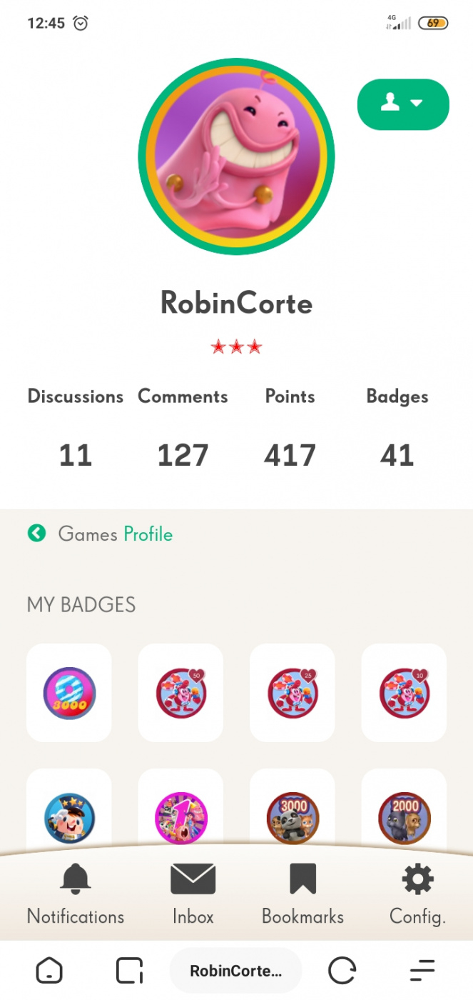 12:45
4G
69
RobinCorte
Discussions Comments Points Badges
11 127 417 41
Games Profile
MY BADGES
3000 50 25 10
1 3000 2000
Notifications Inbox Bookmarks Config.
RobinCorte...